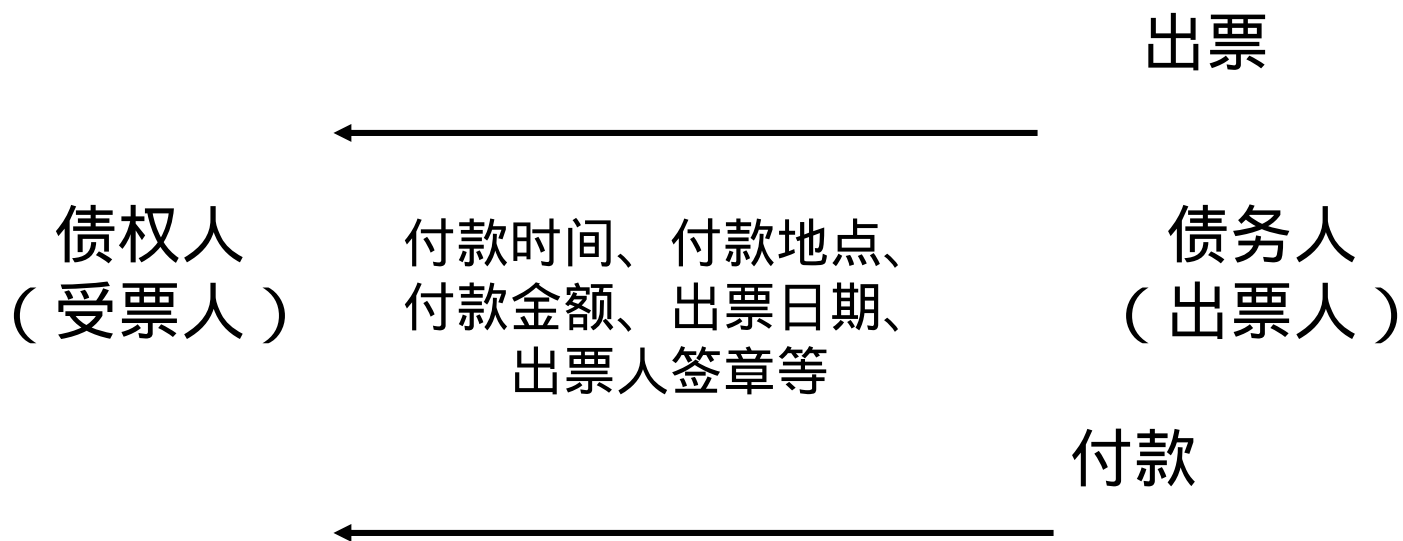 出票
债权人
（受票人）
付款时间、付款地点、
付款金额、出票日期、
出票人签章等
债务人
（出票人）
付款